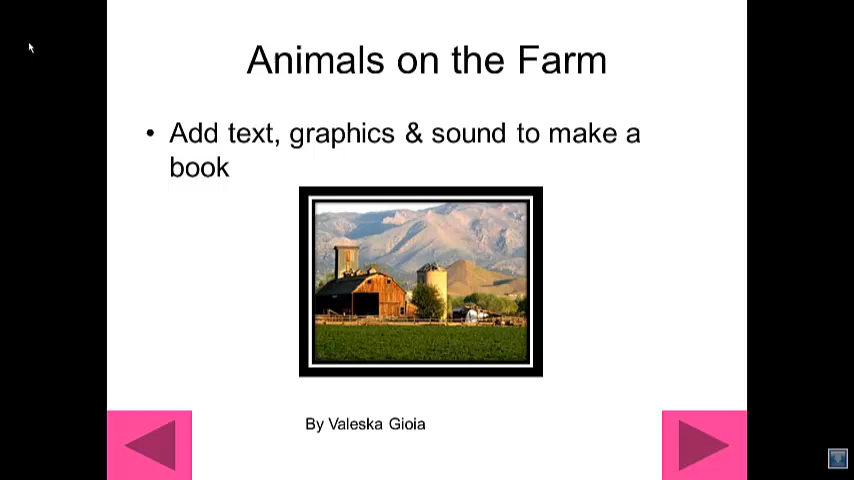 Animals on the Farm
• Add text, graphics & sound to make a
book
By Valeska Gioia